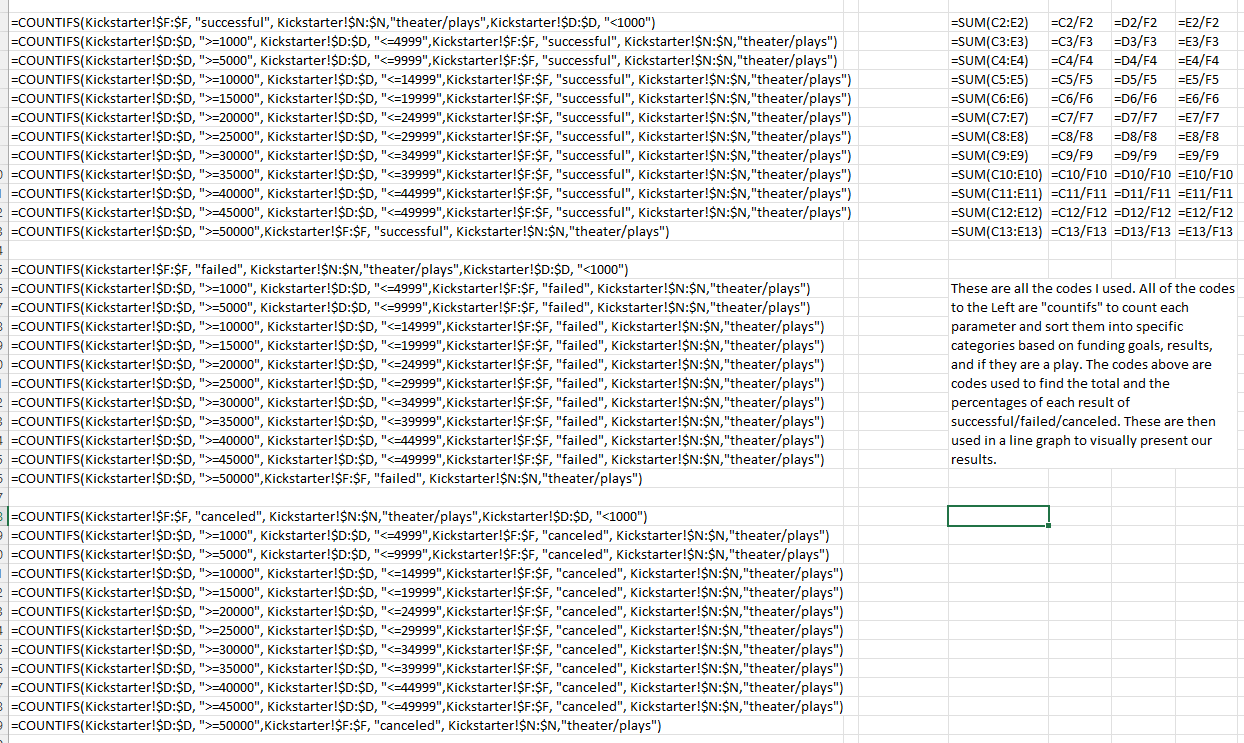 =COUNTIFS(Kickstarter!$F:$F, "successful", Kickstarter!$N:$N,"theater/plays",Kickstarter!$D:$D, "<1000") =SUM(C2:E2) =C2/F2 =D2/F2 =E2/F2
=COUNTIFS(Kickstarter!$D:$D, ">=1000", Kickstarter!$D:$D, "<=4999",Kickstarter!$F:$F, "successful", Kickstarter!$N:$N,"theater/plays") =SUM(C3:E3) =C3/F3 =D3/F3 =E3/F3
=COUNTIFS(Kickstarter!$D:$D, ">=5000", Kickstarter!$D:$D, "<=9999",Kickstarter!$F:$F, "successful", Kickstarter!$N:$N,"theater/plays") =SUM(C4:E4) =C4/F4 =D4/F4 =E4/F4
=COUNTIFS(Kickstarter!$D:$D, ">=10000", Kickstarter!$D:$D, "<=14999",Kickstarter!$F:$F, "successful", Kickstarter!$N:$N,"theater/plays") =SUM(C5:E5) =C5/F5 =D5/F5 =E5/F5
=COUNTIFS(Kickstarter!$D:$D, ">=15000", Kickstarter!$D:$D, "<=19999",Kickstarter!$F:$F, "successful", Kickstarter!$N:$N,"theater/plays") =SUM(C6:E6) =C6/F6 =D6/F6 =E6/F6
=COUNTIFS(Kickstarter!$D:$D, ">=20000", Kickstarter!$D:$D, "<=24999",Kickstarter!$F:$F, "successful", Kickstarter!$N:$N,"theater/plays") =SUM(C7:E7) =C7/F7 =D7/F7 =E7/F7
=COUNTIFS(Kickstarter!$D:$D, ">=25000", Kickstarter!$D:$D, "<=29999",Kickstarter!$F:$F, "successful", Kickstarter!$N:$N,"theater/plays") =SUM(C8:E8) =C8/F8 =D8/F8 =E8/F8
=COUNTIFS(Kickstarter!$D:$D, ">=30000", Kickstarter!$D:$D, "<=34999",Kickstarter!$F:$F, "successful", Kickstarter!$N:$N,"theater/plays") =SUM(C9:E9) =C9/F9 =D9/F9 =E9/F9
=COUNTIFS(Kickstarter!$D:$D, ">=35000", Kickstarter!$D:$D, "<=39999",Kickstarter!$F:$F, "successful", Kickstarter!$N:$N,"theater/plays") =SUM(C10:E10) =C10/F10 =D10/F10 =E10/F10
=COUNTIFS(Kickstarter!$D:$D, ">=40000", Kickstarter!$D:$D, "<=44999",Kickstarter!$F:$F, "successful", Kickstarter!$N:$N,"theater/plays") =SUM(C11:E11) =C11/F11 =D11/F11 =E11/F11
=COUNTIFS(Kickstarter!$D:$D, ">=45000", Kickstarter!$D:$D, "<=49999",Kickstarter!$F:$F, "successful", Kickstarter!$N:$N,"theater/plays") =SUM(C12:E12) =C12/F12 =D12/F12 =E12/F12
=COUNTIFS(Kickstarter!$D:$D, ">=50000",Kickstarter!$F:$F, "successful", Kickstarter!$N:$N,"theater/plays") =SUM(C13:E13) =C13/F13 =D13/F13 =E13/F13
=COUNTIFS(Kickstarter!$F:$F, "failed", Kickstarter!$N:$N,"theater/plays",Kickstarter!$D:$D, "<1000")
=COUNTIFS(Kickstarter!$D:$D, ">=1000", Kickstarter!$D:$D, "<=4999",Kickstarter!$F:$F, "failed", Kickstarter!$N:$N,"theater/plays")
=COUNTIFS(Kickstarter!$D:$D, ">=5000", Kickstarter!$D:$D, "<=9999",Kickstarter!$F:$F, "failed", Kickstarter!$N:$N,"theater/plays")
=COUNTIFS(Kickstarter!$D:$D, ">=10000", Kickstarter!$D:$D, "<=14999",Kickstarter!$F:$F, "failed", Kickstarter!$N:$N,"theater/plays")
=COUNTIFS(Kickstarter!$D:$D, ">=15000", Kickstarter!$D:$D, "<=19999",Kickstarter!$F:$F, "failed", Kickstarter!$N:$N,"theater/plays")
=COUNTIFS(Kickstarter!$D:$D, ">=20000", Kickstarter!$D:$D, "<=24999",Kickstarter!$F:$F, "failed", Kickstarter!$N:$N,"theater/plays")
=COUNTIFS(Kickstarter!$D:$D, ">=25000", Kickstarter!$D:$D, "<=29999",Kickstarter!$F:$F, "failed", Kickstarter!$N:$N,"theater/plays")
=COUNTIFS(Kickstarter!$D:$D, ">=30000", Kickstarter!$D:$D, "<=34999",Kickstarter!$F:$F, "failed", Kickstarter!$N:$N,"theater/plays")
=COUNTIFS(Kickstarter!$D:$D, ">=35000", Kickstarter!$D:$D, "<=39999",Kickstarter!$F:$F, "failed", Kickstarter!$N:$N,"theater/plays")
=COUNTIFS(Kickstarter!$D:$D, ">=40000", Kickstarter!$D:$D, "<=44999",Kickstarter!$F:$F, "failed", Kickstarter!$N:$N,"theater/plays")
=COUNTIFS(Kickstarter!$D:$D, ">=45000", Kickstarter!$D:$D, "<=49999",Kickstarter!$F:$F, "failed", Kickstarter!$N:$N,"theater/plays")
=COUNTIFS(Kickstarter!$D:$D, ">=50000",Kickstarter!$F:$F, "failed", Kickstarter!$N:$N,"theater/plays")
These are all the codes I used. All of the codes
to the Left are "countifs" to count each
parameter and sort them into specific
categories based on funding goals, results,
and if they are a play. The codes above are
codes used to find the total and the
percentages of each result of
successful/failed/canceled. These are then
used in a line graph to visually present our
results.
=COUNTIFS(Kickstarter!$F:$F, "canceled", Kickstarter!$N:$N,"theater/plays",Kickstarter!$D:$D, "<1000")
=COUNTIFS(Kickstarter!$D:$D, ">=1000", Kickstarter!$D:$D, "<=4999",Kickstarter!$F:$F, "canceled", Kickstarter!$N:$N,"theater/plays")
=COUNTIFS(Kickstarter!$D:$D, ">=5000", Kickstarter!$D:$D, "<=9999",Kickstarter!$F:$F, "canceled", Kickstarter!$N:$N,"theater/plays")
=COUNTIFS(Kickstarter!$D:$D, ">=10000", Kickstarter!$D:$D, "<=14999",Kickstarter!$F:$F, "canceled", Kickstarter!$N:$N,"theater/plays")
=COUNTIFS(Kickstarter!$D:$D, ">=15000", Kickstarter!$D:$D, "<=19999",Kickstarter!$F:$F, "canceled", Kickstarter!$N:$N,"theater/plays")
=COUNTIFS(Kickstarter!$D:$D, ">=20000", Kickstarter!$D:$D, "<=24999",Kickstarter!$F:$F, "canceled", Kickstarter!$N:$N,"theater/plays")
=COUNTIFS(Kickstarter!$D:$D, ">=25000", Kickstarter!$D:$D, "<=29999",Kickstarter!$F:$F, "canceled", Kickstarter!$N:$N,"theater/plays")
=COUNTIFS(Kickstarter!$D:$D, ">=30000", Kickstarter!$D:$D, "<=34999",Kickstarter!$F:$F, "canceled", Kickstarter!$N:$N,"theater/plays")
=COUNTIFS(Kickstarter!$D:$D, ">=35000", Kickstarter!$D:$D, "<=39999",Kickstarter!$F:$F, "canceled", Kickstarter!$N:$N,"theater/plays")
=COUNTIFS(Kickstarter!$D:$D, ">=40000", Kickstarter!$D:$D, "<=44999",Kickstarter!$F:$F, "canceled", Kickstarter!$N:$N,"theater/plays")
=COUNTIFS(Kickstarter!$D:$D, ">=45000", Kickstarter!$D:$D, "<=49999",Kickstarter!$F:$F, "canceled", Kickstarter!$N:$N,"theater/plays")
=COUNTIFS(Kickstarter!$D:$D, ">=50000",Kickstarter!$F:$F, "canceled", Kickstarter!$N:$N,"theater/plays")